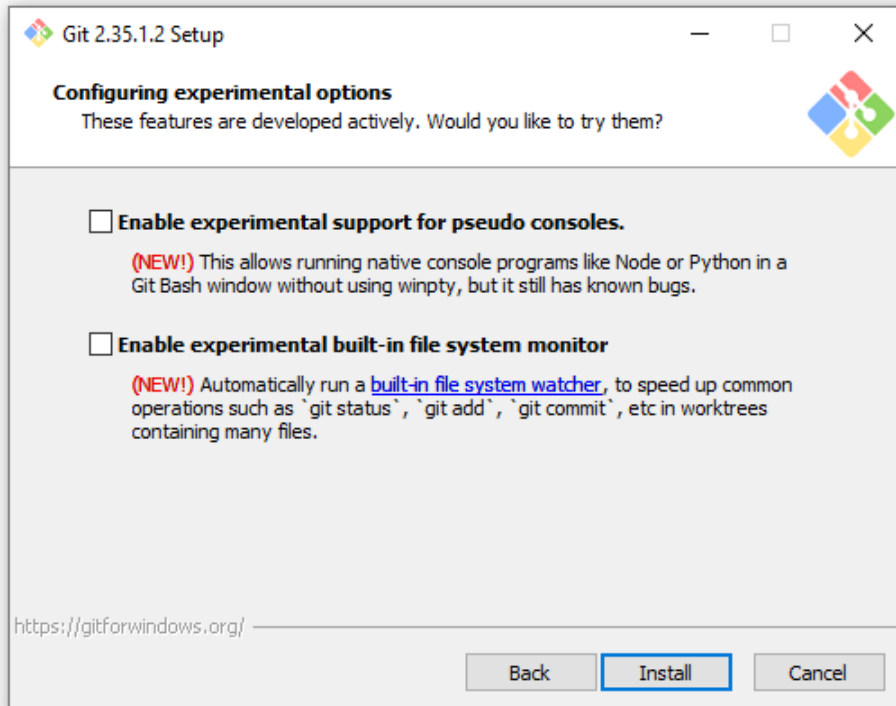 Git 2.35.1.2 Setup
Configuring experimental options
These features are developed actively. Would you like to try them?
Enable experimental support for pseudo consoles.
(NEW!) This allows running native console programs like Node or Python in a
Git Bash window without using winpty, but it still has known bugs.
Enable experimental built-in file system monitor
(NEW!) Automatically run a built-in file system watcher, to speed up common
operations such as `git status`, `git add`, `git commit`, etc in worktrees
containing many files.
https://gitforwindows.org/
Back
Install
Cancel